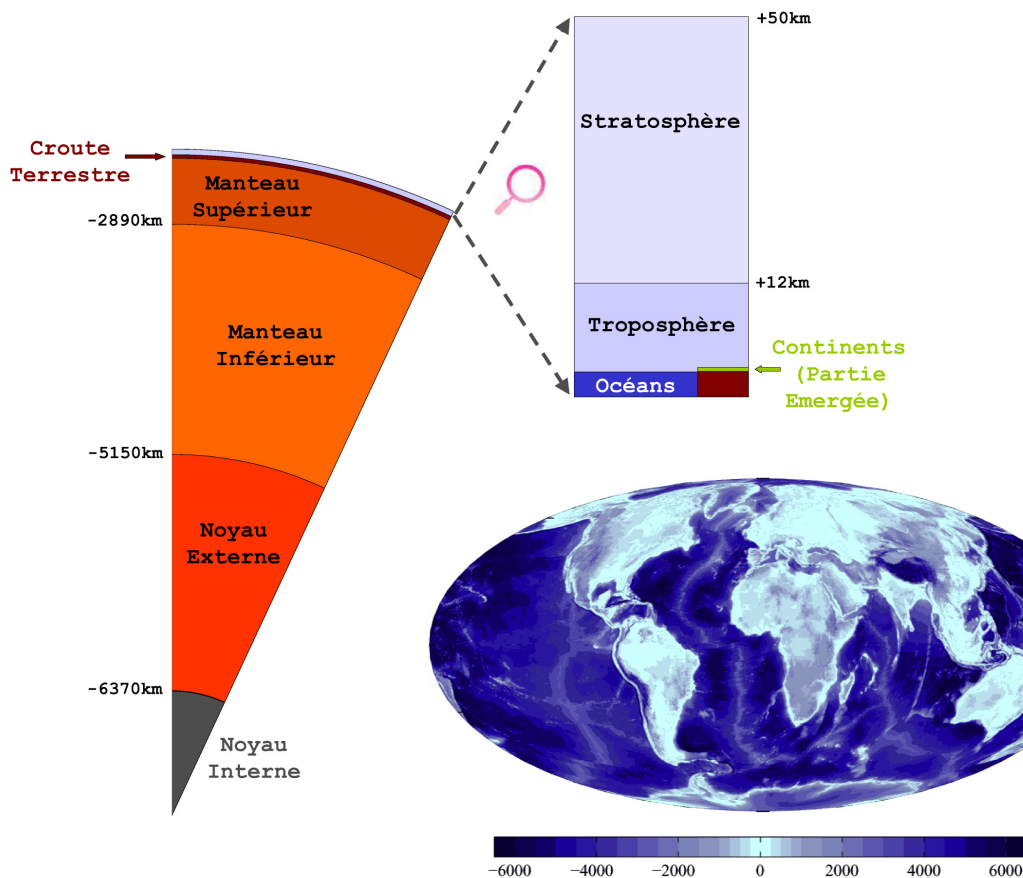 +50km
Stratosphère
Croute
Terrestre
Manteau
Supérieur
-2890km
+12km
Troposphère
Manteau
Inférieur
Continents
(Partie
Emergée)
Océans
-5150km
Noyau
Externe
-6370km
Noyau
Interne
−6000 −4000 −2000 0 2000 4000 6000